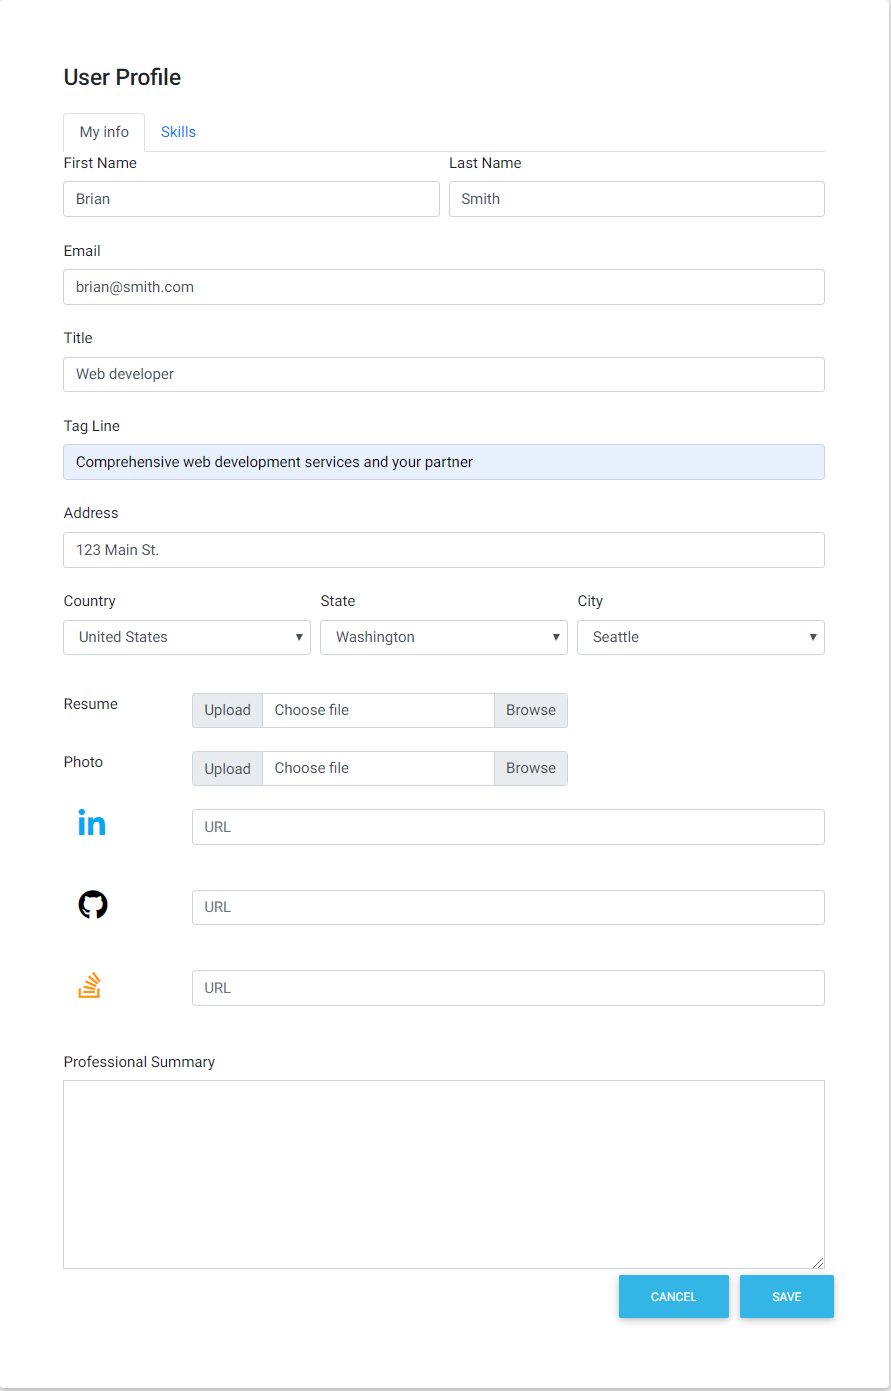 User Profile
My info Skills
First Name Last Name
Brian Smith
Email
brian@smith.com
Title
Web developer
Tag Line
Comprehensive web development services and your partner
Address
123 Main St.
Country State City
United States Washington Seattle
Resume Upload Choose file Browse
Photo Upload Choose file Browse
in URL
URL
URL
Professional Summary
CANCEL SAVE